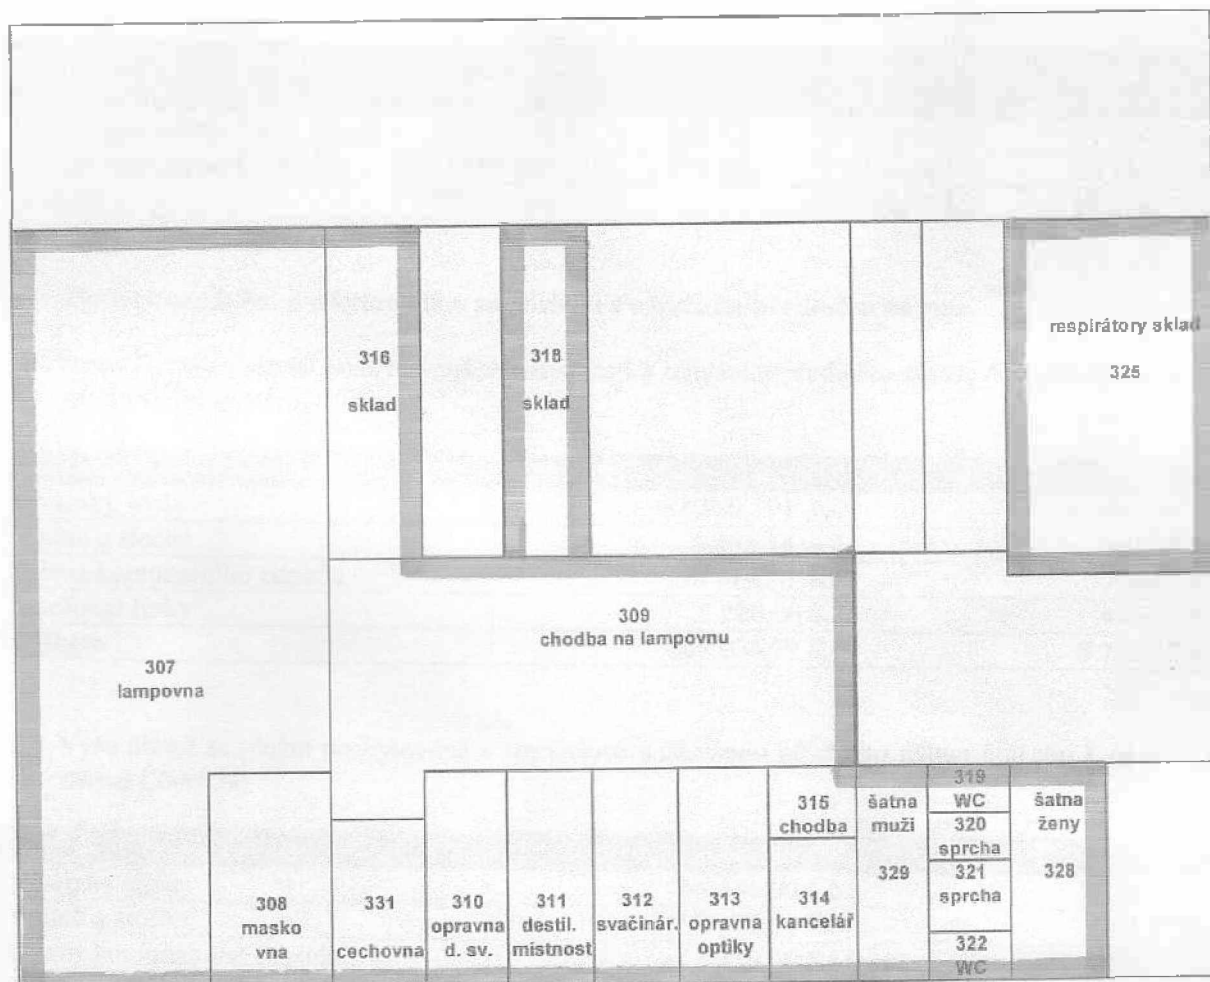 respirátory sklad
325
316
sklad
318
sklad
309
chodba na lampovnu
307
lampovna
308
masko
vna
331
cechovna
310
opravna
d. sv.
311
destil.
místnost
312
svačinár.
313
opravna
optiky
315
chodba
314
kancelář
šatna
muži
329
319
WC
320
sprcha
321
sprcha
322
WC
šatna
ženy
328